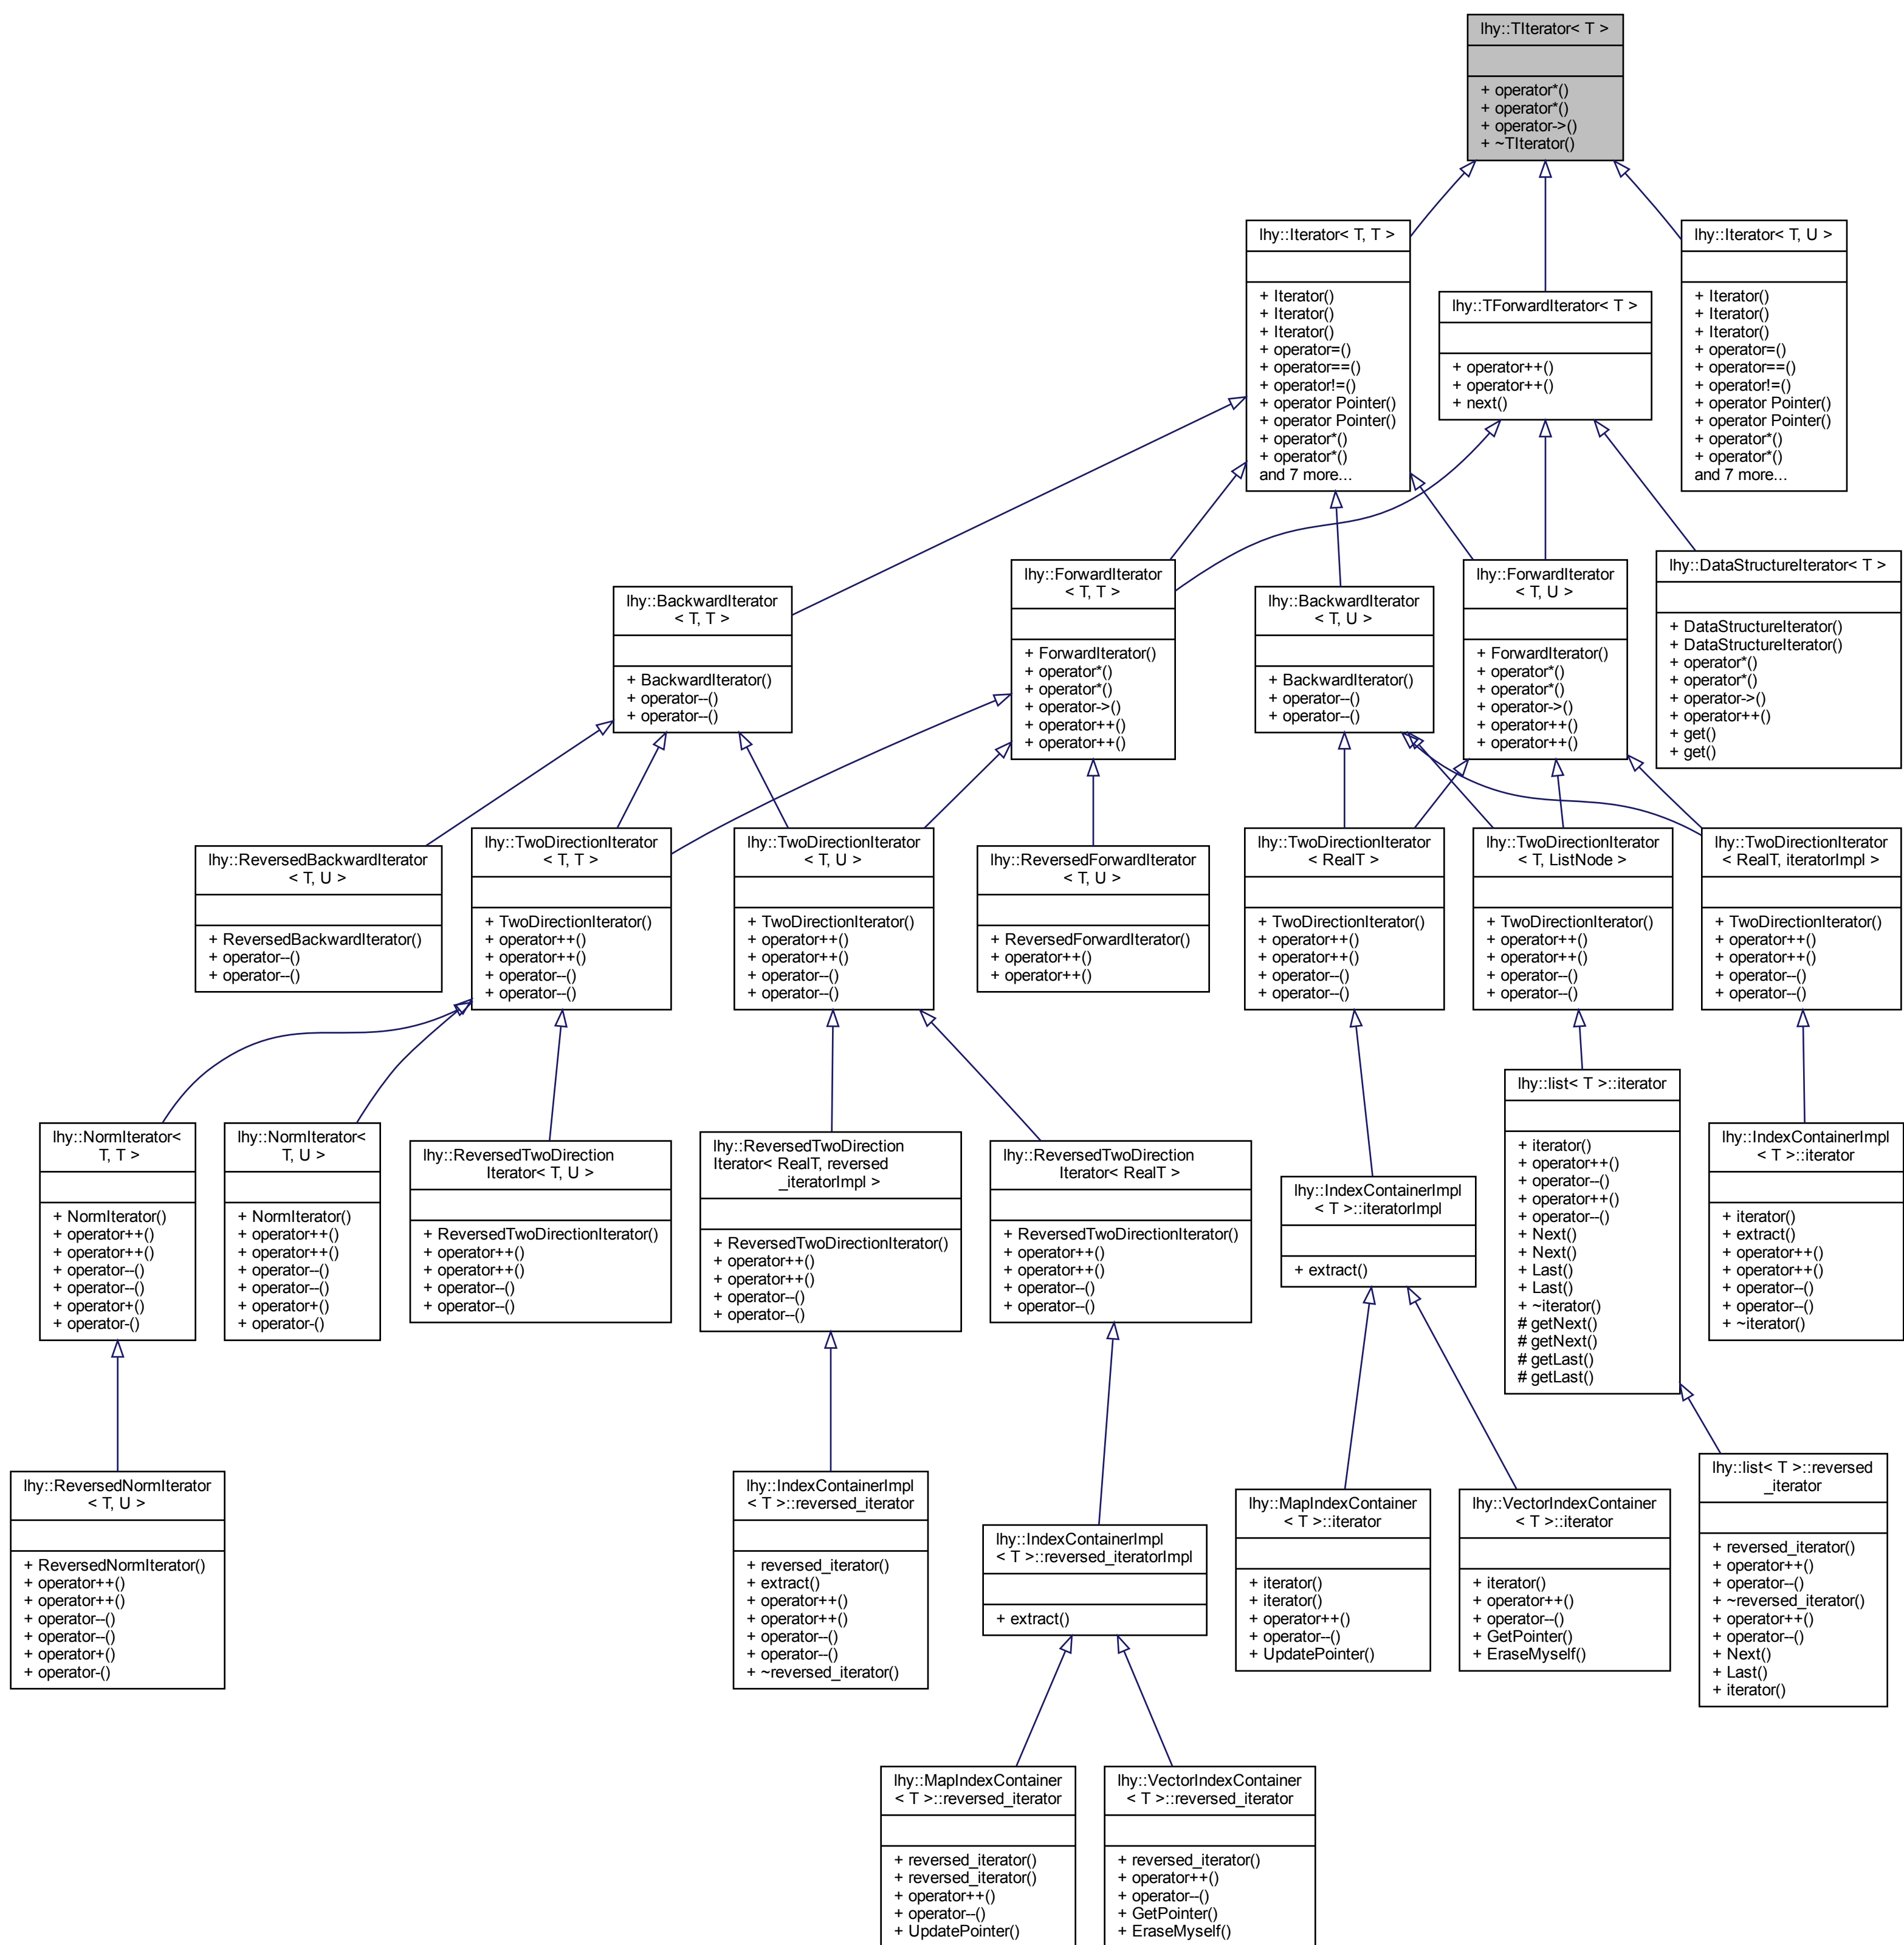 lhy::TIterator< T >
+ operator*()
+ operator*()
+ operator->()
+ ~TIterator()
lhy::Iterator< T, T >
+ Iterator()
+ Iterator()
+ Iterator()
+ operator=()
+ operator==()
+ operator!=()
+ operator Pointer()
+ operator Pointer()
+ operator*()
+ operator*()
and 7 more...
lhy::TForwardIterator< T >
+ operator++()
+ operator++()
+ next()
lhy::Iterator< T, U >
+ Iterator()
+ Iterator()
+ Iterator()
+ operator=()
+ operator==()
+ operator!=()
+ operator Pointer()
+ operator Pointer()
+ operator*()
+ operator*()
and 7 more...
lhy::BackwardIterator
< T, T >
+ BackwardIterator()
+ operator--()
+ operator--()
lhy::ForwardIterator
< T, T >
+ ForwardIterator()
+ operator*()
+ operator*()
+ operator->()
+ operator++()
+ operator++()
lhy::BackwardIterator
< T, U >
+ BackwardIterator()
+ operator--()
+ operator--()
lhy::ForwardIterator
< T, U >
+ ForwardIterator()
+ operator*()
+ operator*()
+ operator->()
+ operator++()
+ operator++()
lhy::DataStructureIterator< T >
+ DataStructureIterator()
+ DataStructureIterator()
+ operator*()
+ operator*()
+ operator->()
+ operator++()
+ get()
+ get()
lhy::ReversedBackwardIterator
< T, U >
+ ReversedBackwardIterator()
+ operator--()
+ operator--()
lhy::TwoDirectionIterator
< T, T >
+ TwoDirectionIterator()
+ operator++()
+ operator++()
+ operator--()
+ operator--()
lhy::TwoDirectionIterator
< T, U >
+ TwoDirectionIterator()
+ operator++()
+ operator++()
+ operator--()
+ operator--()
lhy::ReversedForwardIterator
< T, U >
+ ReversedForwardIterator()
+ operator++()
+ operator++()
lhy::TwoDirectionIterator
< RealT >
+ TwoDirectionIterator()
+ operator++()
+ operator++()
+ operator--()
+ operator--()
lhy::TwoDirectionIterator
< T, ListNode >
+ TwoDirectionIterator()
+ operator++()
+ operator++()
+ operator--()
+ operator--()
lhy::TwoDirectionIterator
< RealT, iteratorImpl >
+ TwoDirectionIterator()
+ operator++()
+ operator++()
+ operator--()
+ operator--()
lhy::NormIterator<
T, T >
+ NormIterator()
+ operator++()
+ operator++()
+ operator--()
+ operator--()
+ operator+()
+ operator-()
lhy::NormIterator<
T, U >
+ NormIterator()
+ operator++()
+ operator++()
+ operator--()
+ operator--()
+ operator+()
+ operator-()
lhy::ReversedTwoDirection
Iterator< T, U >
+ ReversedTwoDirectionIterator()
+ operator++()
+ operator++()
+ operator--()
+ operator--()
lhy::ReversedTwoDirection
Iterator< RealT, reversed
_iteratorImpl >
+ ReversedTwoDirectionIterator()
+ operator++()
+ operator++()
+ operator--()
+ operator--()
lhy::ReversedTwoDirection
Iterator< RealT >
+ ReversedTwoDirectionIterator()
+ operator++()
+ operator++()
+ operator--()
+ operator--()
lhy::IndexContainerImpl
< T >::iteratorImpl
+ extract()
lhy::list< T >::iterator
+ iterator()
+ operator++()
+ operator--()
+ operator++()
+ operator--()
+ Next()
+ Next()
+ Last()
+ Last()
+ ~iterator()
# getNext()
# getNext()
# getLast()
# getLast()
lhy::IndexContainerImpl
< T >::iterator
+ iterator()
+ extract()
+ operator++()
+ operator++()
+ operator--()
+ operator--()
+ ~iterator()
lhy::ReversedNormIterator
< T, U >
+ ReversedNormIterator()
+ operator++()
+ operator++()
+ operator--()
+ operator--()
+ operator+()
+ operator-()
lhy::IndexContainerImpl
< T >::reversed_iterator
+ reversed_iterator()
+ extract()
+ operator++()
+ operator++()
+ operator--()
+ operator--()
+ ~reversed_iterator()
lhy::IndexContainerImpl
< T >::reversed_iteratorImpl
+ extract()
lhy::MapIndexContainer
< T >::iterator
+ iterator()
+ iterator()
+ operator++()
+ operator--()
+ UpdatePointer()
lhy::VectorIndexContainer
< T >::iterator
+ iterator()
+ operator++()
+ operator--()
+ GetPointer()
+ EraseMyself()
lhy::list< T >::reversed
_iterator
+ reversed_iterator()
+ operator++()
+ operator--()
+ ~reversed_iterator()
+ operator++()
+ operator--()
+ Next()
+ Last()
+ iterator()
lhy::MapIndexContainer
< T >::reversed_iterator
+ reversed_iterator()
+ reversed_iterator()
+ operator++()
+ operator--()
+ UpdatePointer()
lhy::VectorIndexContainer
< T >::reversed_iterator
+ reversed_iterator()
+ operator++()
+ operator--()
+ GetPointer()
+ EraseMyself()